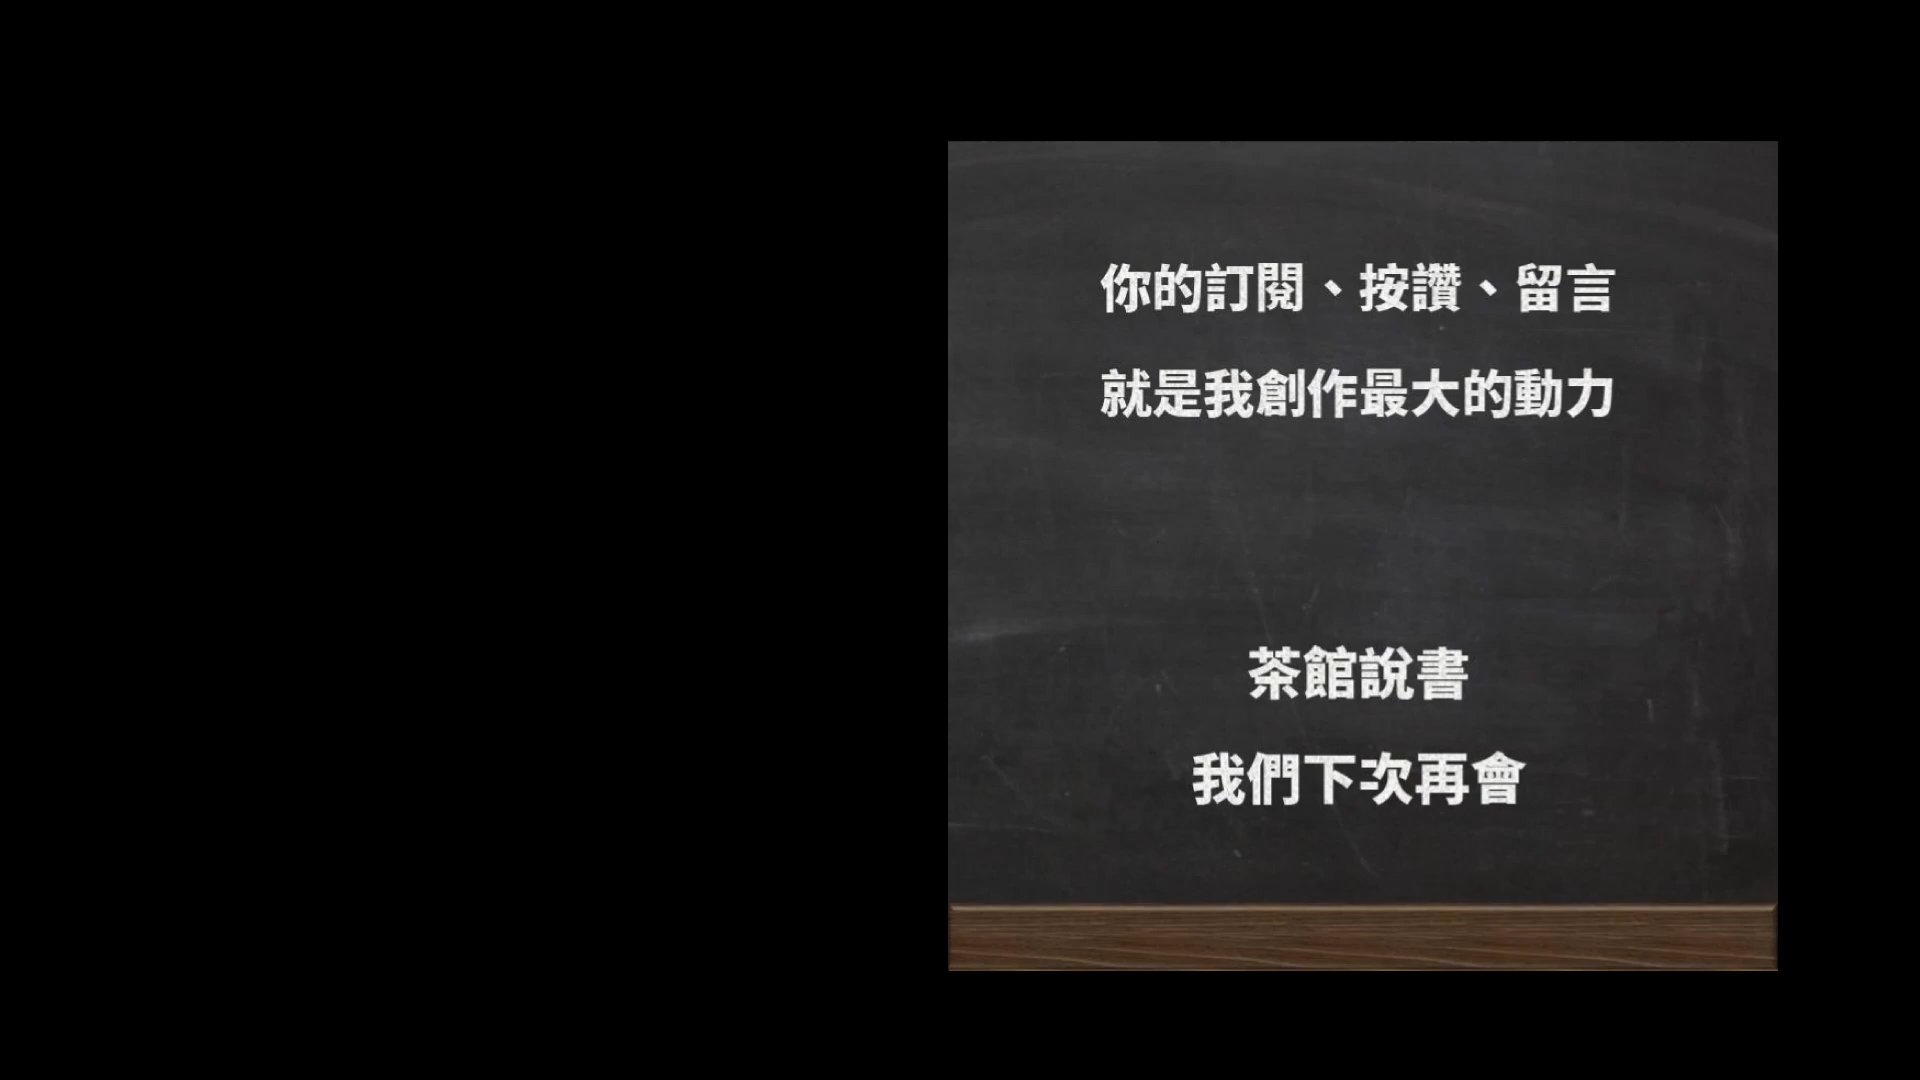 你的訂閱、按讚、留言
就是我創作最大的動力
茶館說書
我們下次再會